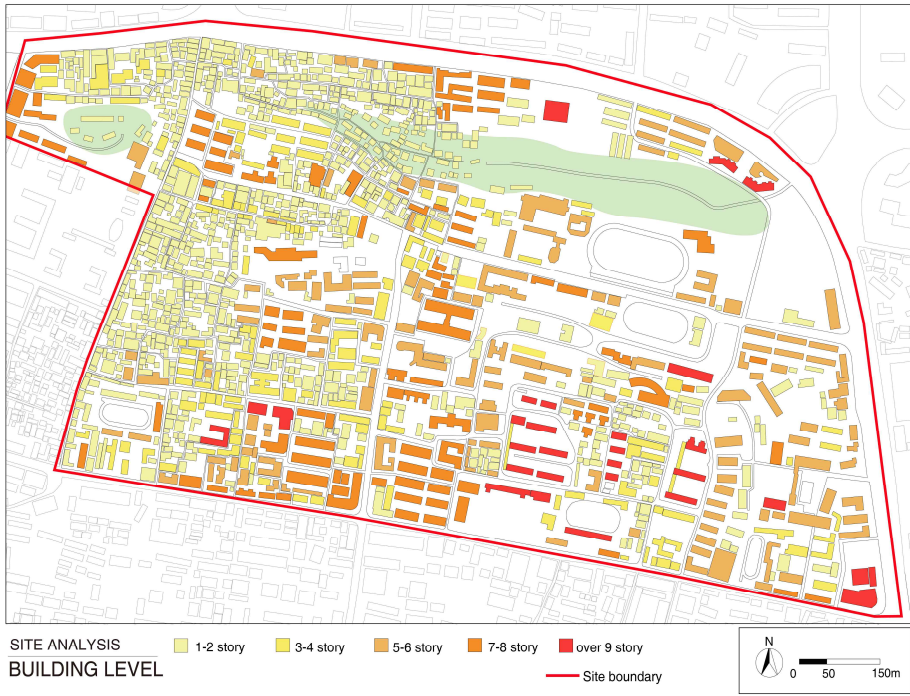 SITE ANALYSIS
BUILDING LEVEL
1-2 story
3-4 story
5-6 story
7-8 story
over 9 story
Site boundary
N
0 50 150m